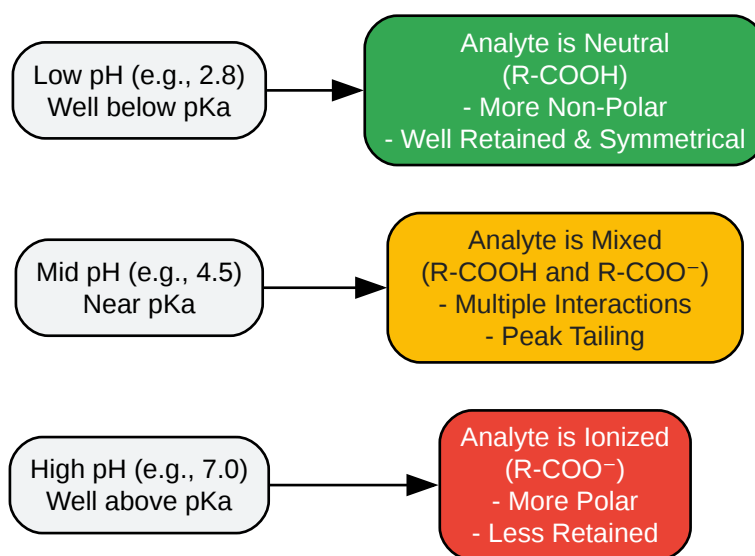 Low pH (e.g., 2.8)
Well below pKa
Analyte is Neutral
(R-COOH)
- More Non-Polar
- Well Retained & Symmetrical
Mid pH (e.g., 4.5)
Near pKa
Analyte is Mixed
(R-COOH and R-COO⁻)
- Multiple Interactions
- Peak Tailing
High pH (e.g., 7.0)
Well above pKa
Analyte is Ionized
(R-COO⁻)
- More Polar
- Less Retained